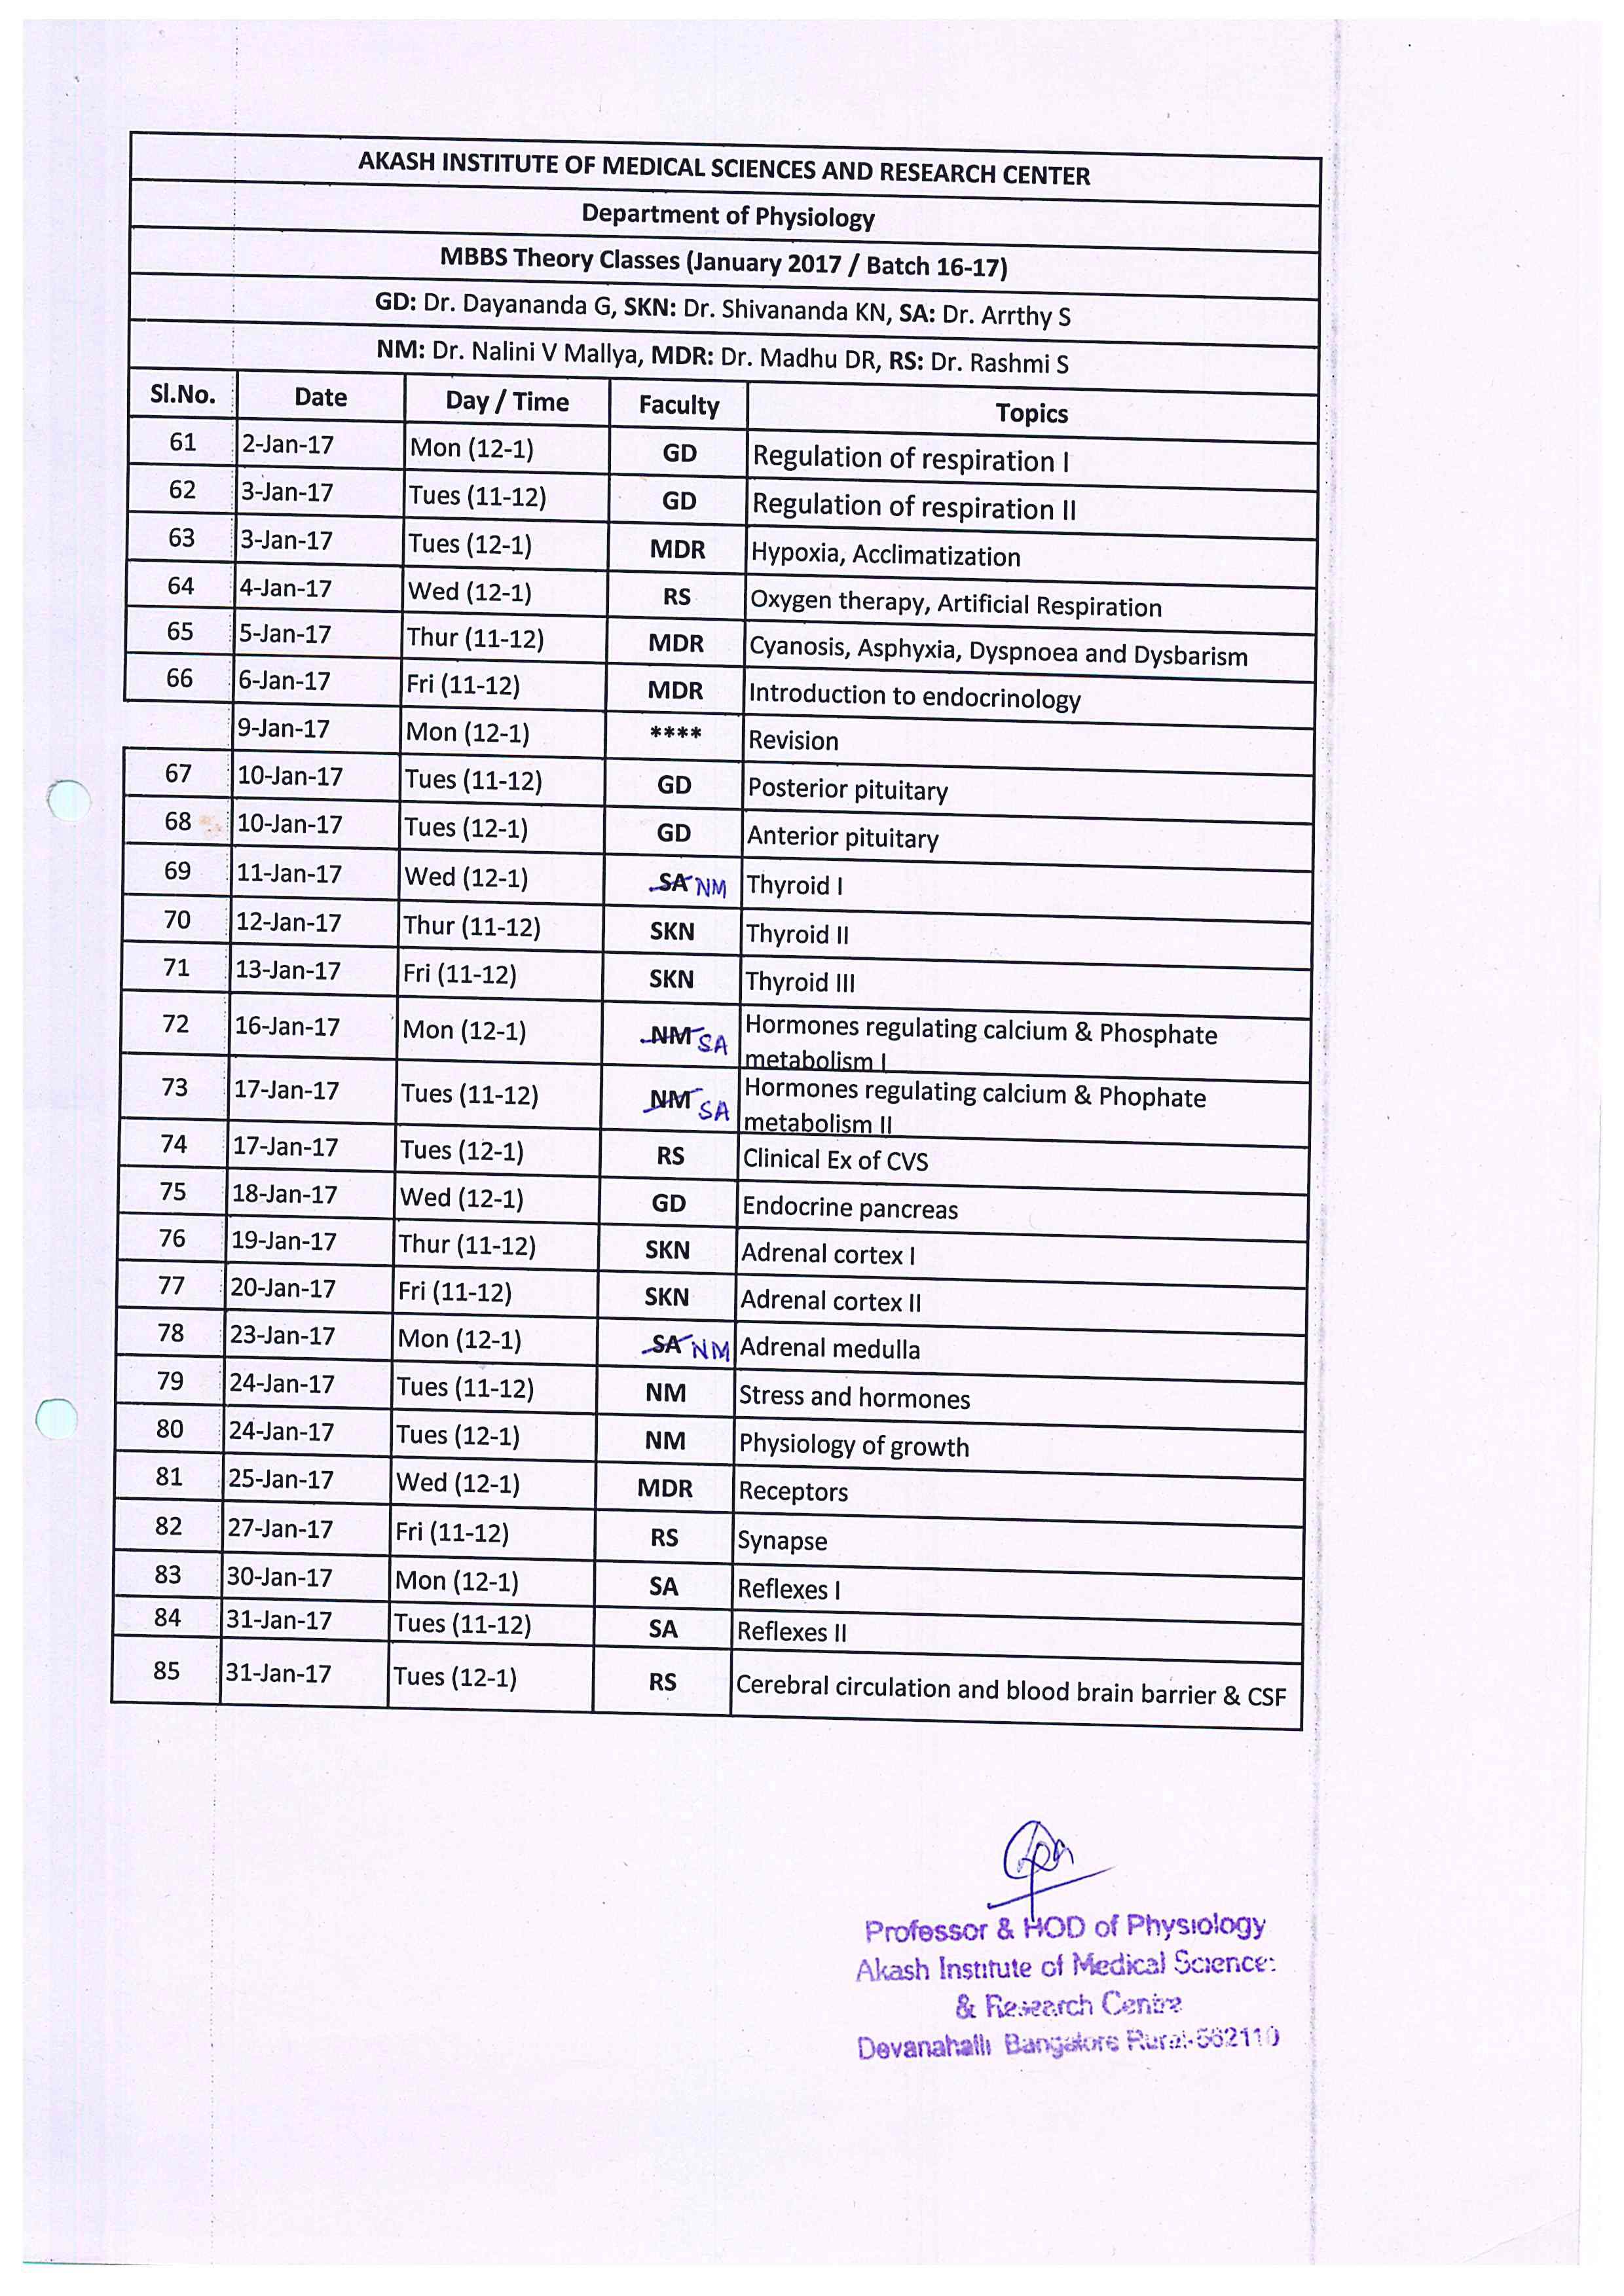 AKASH INSTITUTE OF MEDICAL SCIENCES AND RESEARCH CENTER
Department of Physiology
MBBS Theory Classes (January 2017 / Batch 16-17)
GD: Dr. Dayananda G, SKN: Dr. Shivananda KN, SA: Dr. Arrthy S
NM: Dr. Nalini V Mallya, MDR: Dr. Madhu DR, RS: Dr. Rashmi S
Sl.No. Date Day / Time Faculty Topics
61 2-Jan-17 Mon (12-1) GD Regulation of respiration I
62 3-Jan-17 Tues (11-12) GD Regulation of respiration II
63 3-Jan-17 Tues (12-1) MDR Hypoxia, Acclimatization
64 4-Jan-17 Wed (12-1) RS Oxygen therapy, Artificial Respiration
65 5-Jan-17 Thur (11-12) MDR Cyanosis, Asphyxia, Dyspnoea and Dysbarism
66 6-Jan-17 Fri (11-12) MDR Introduction to endocrinology
9-Jan-17 Mon (12-1) **** Revision
67 10-Jan-17 Tues (11-12) GD Posterior pituitary
68 10-Jan-17 Tues (12-1) GD Anterior pituitary
69 11-Jan-17 Wed (12-1) SA NM Thyroid I
70 12-Jan-17 Thur (11-12) SKN Thyroid II
71 13-Jan-17 Fri (11-12) SKN Thyroid III
72 16-Jan-17 Mon (12-1) NM SA Hormones regulating calcium & Phosphate
metabolism I
73 17-Jan-17 Tues (11-12) NM SA Hormones regulating calcium & Phophate
metabolism II
74 17-Jan-17 Tues (12-1) RS Clinical Ex of CVS
75 18-Jan-17 Wed (12-1) GD Endocrine pancreas
76 19-Jan-17 Thur (11-12) SKN Adrenal cortex I
77 20-Jan-17 Fri (11-12) SKN Adrenal cortex II
78 23-Jan-17 Mon (12-1) SA NM Adrenal medulla
79 24-Jan-17 Tues (11-12) NM Stress and hormones
80 24-Jan-17 Tues (12-1) NM Physiology of growth
81 25-Jan-17 Wed (12-1) MDR Receptors
82 27-Jan-17 Fri (11-12) RS Synapse
83 30-Jan-17 Mon (12-1) SA Reflexes I
84 31-Jan-17 Tues (11-12) SA Reflexes II
85 31-Jan-17 Tues (12-1) RS Cerebral circulation and blood brain barrier & CSF
Professor & HOD of Physiology
Akash Institute of Medical Science:
& Research Centre
Devanahalli Bangalore Rural-562110